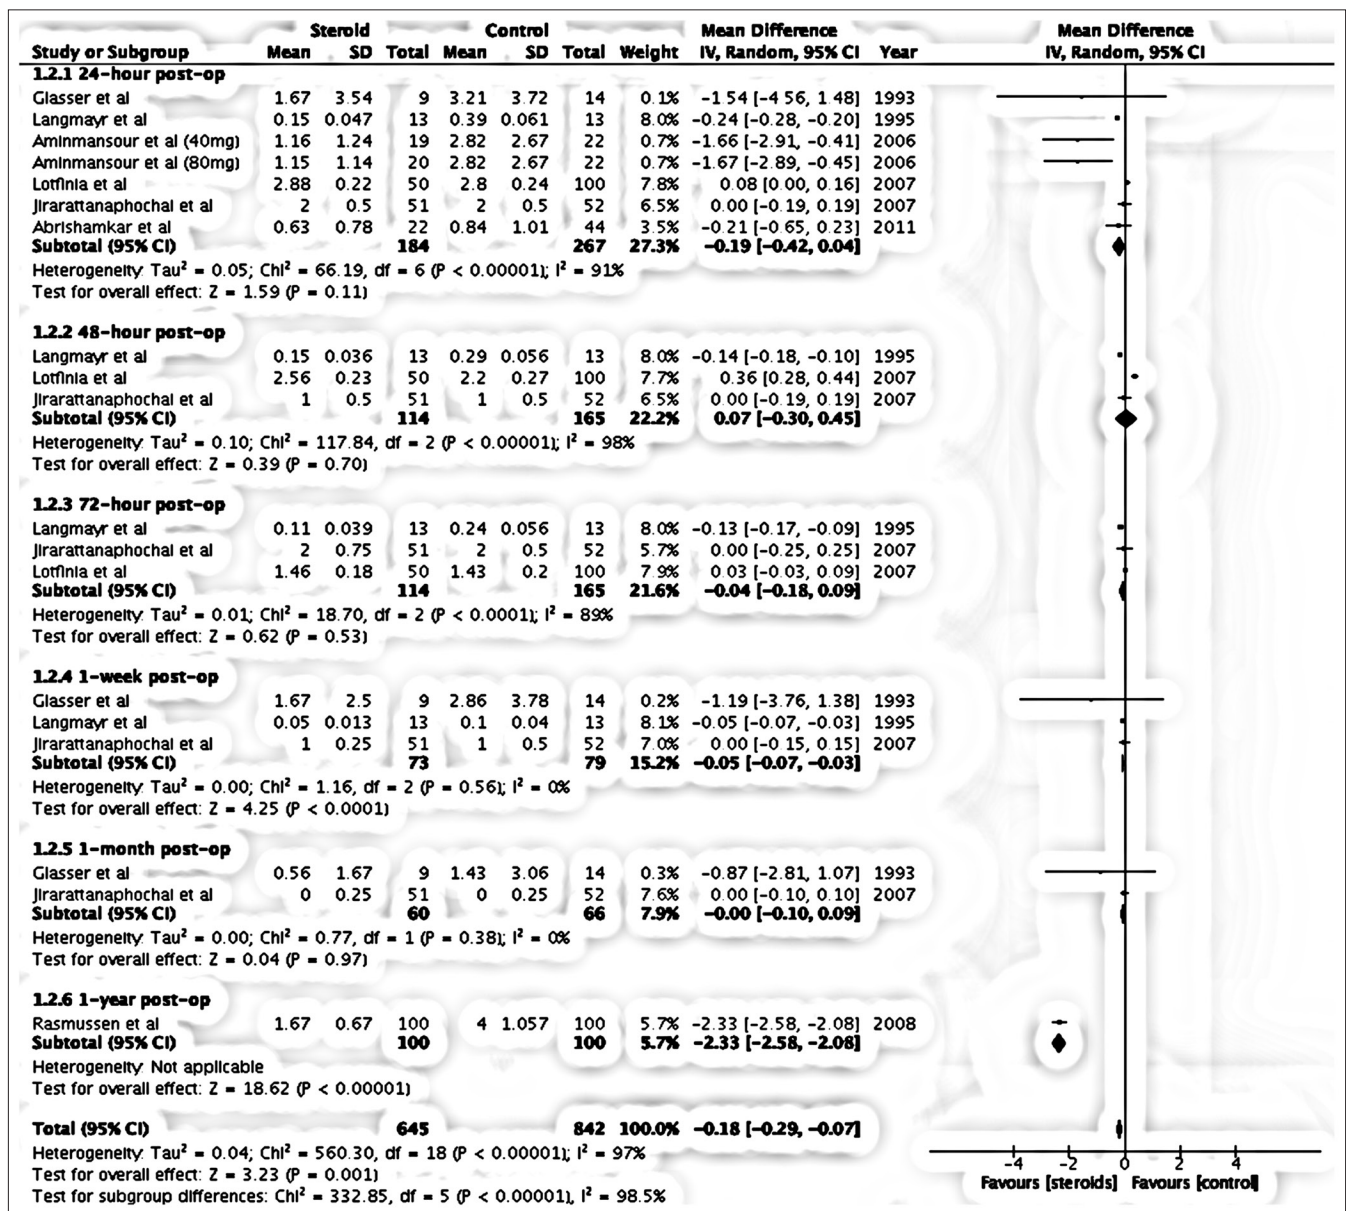 Steroid Control Mean Difference Mean Difference
Study or Subgroup Mean SD Total Mean SD Total Weight IV, Random, 95% CI Year IV, Random, 95% CI
1.2.1 24-hour post-op
Glasser et al 1.67 3.54 9 3.21 3.72 14 0.1% -1.54 [-4.56, 1.48] 1993
Langmayr et al 0.15 0.047 13 0.39 0.061 13 8.0% -0.24 [-0.28, -0.20] 1995
Aminmansour et al (40mg) 1.16 1.24 19 2.82 2.67 22 0.7% -1.66 [-2.91, -0.41] 2006
Aminmansour et al (80mg) 1.15 1.14 20 2.82 2.67 22 0.7% -1.67 [-2.89, -0.45] 2006
Lotfinia et al 2.88 0.22 50 2.8 0.24 100 7.8% 0.08 [0.00, 0.16] 2007
Jirarattanaphochai et al 2 0.5 51 2 0.5 52 6.5% 0.00 [-0.19, 0.19] 2007
Abrishamkar et al 0.63 0.78 22 0.84 1.01 44 3.5% -0.21 [-0.65, 0.23] 2011
Subtotal (95% CI) 184 267 27.3% -0.19 [-0.42, 0.04]
Heterogeneity: Tau² = 0.05; Chi² = 66.19, df = 6 (P < 0.00001); I² = 91%
Test for overall effect: Z = 1.59 (P = 0.11)
1.2.2 48-hour post-op
Langmayr et al 0.15 0.036 13 0.29 0.056 13 8.0% -0.14 [-0.18, -0.10] 1995
Lotfinia et al 2.56 0.23 50 2.2 0.27 100 7.7% 0.36 [0.28, 0.44] 2007
Jirarattanaphochai et al 1 0.5 51 1 0.5 52 6.5% 0.00 [-0.19, 0.19] 2007
Subtotal (95% CI) 114 165 22.2% 0.07 [-0.30, 0.45]
Heterogeneity: Tau² = 0.10; Chi² = 117.84, df = 2 (P < 0.00001); I² = 98%
Test for overall effect: Z = 0.39 (P = 0.70)
1.2.3 72-hour post-op
Langmayr et al 0.11 0.039 13 0.24 0.056 13 8.0% -0.13 [-0.17, -0.09] 1995
Jirarattanaphochai et al 2 0.75 51 2 0.5 52 5.7% 0.00 [-0.25, 0.25] 2007
Lotfinia et al 1.46 0.18 50 1.43 0.2 100 7.9% 0.03 [-0.03, 0.09] 2007
Subtotal (95% CI) 114 165 21.6% -0.04 [-0.18, 0.09]
Heterogeneity: Tau² = 0.01; Chi² = 18.70, df = 2 (P < 0.0001); I² = 89%
Test for overall effect: Z = 0.62 (P = 0.53)
1.2.4 1-week post-op
Glasser et al 1.67 2.5 9 2.86 3.78 14 0.2% -1.19 [-3.76, 1.38] 1993
Langmayr et al 0.05 0.013 13 0.1 0.04 13 8.1% -0.05 [-0.07, -0.03] 1995
Jirarattanaphochai et al 1 0.25 51 1 0.5 52 7.0% 0.00 [-0.15, 0.15] 2007
Subtotal (95% CI) 73 79 15.2% -0.05 [-0.07, -0.03]
Heterogeneity: Tau² = 0.00; Chi² = 1.16, df = 2 (P = 0.56); I² = 0%
Test for overall effect: Z = 4.25 (P < 0.0001)
1.2.5 1-month post-op
Glasser et al 0.56 1.67 9 1.43 3.06 14 0.3% -0.87 [-2.81, 1.07] 1993
Jirarattanaphochai et al 0 0.25 51 0 0.25 52 7.6% 0.00 [-0.10, 0.10] 2007
Subtotal (95% CI) 60 66 7.9% -0.00 [-0.10, 0.09]
Heterogeneity: Tau² = 0.00; Chi² = 0.77, df = 1 (P = 0.38); I² = 0%
Test for overall effect: Z = 0.04 (P = 0.97)
1.2.6 1-year post-op
Rasmussen et al 1.67 0.67 100 4 1.057 100 5.7% -2.33 [-2.58, -2.08] 2008
Subtotal (95% CI) 100 100 5.7% -2.33 [-2.58, -2.08]
Heterogeneity: Not applicable
Test for overall effect: Z = 18.62 (P < 0.00001)
Total (95% CI) 645 842 100.0% -0.18 [-0.29, -0.07]
Heterogeneity: Tau² = 0.04; Chi² = 560.30, df = 18 (P < 0.00001); I² = 97%
Test for overall effect: Z = 3.23 (P = 0.001)
Test for subgroup differences: Chi² = 332.85, df = 5 (P < 0.00001), I² = 98.5%
-4 -2 0 2 4
Favours [steroids] Favours [control]